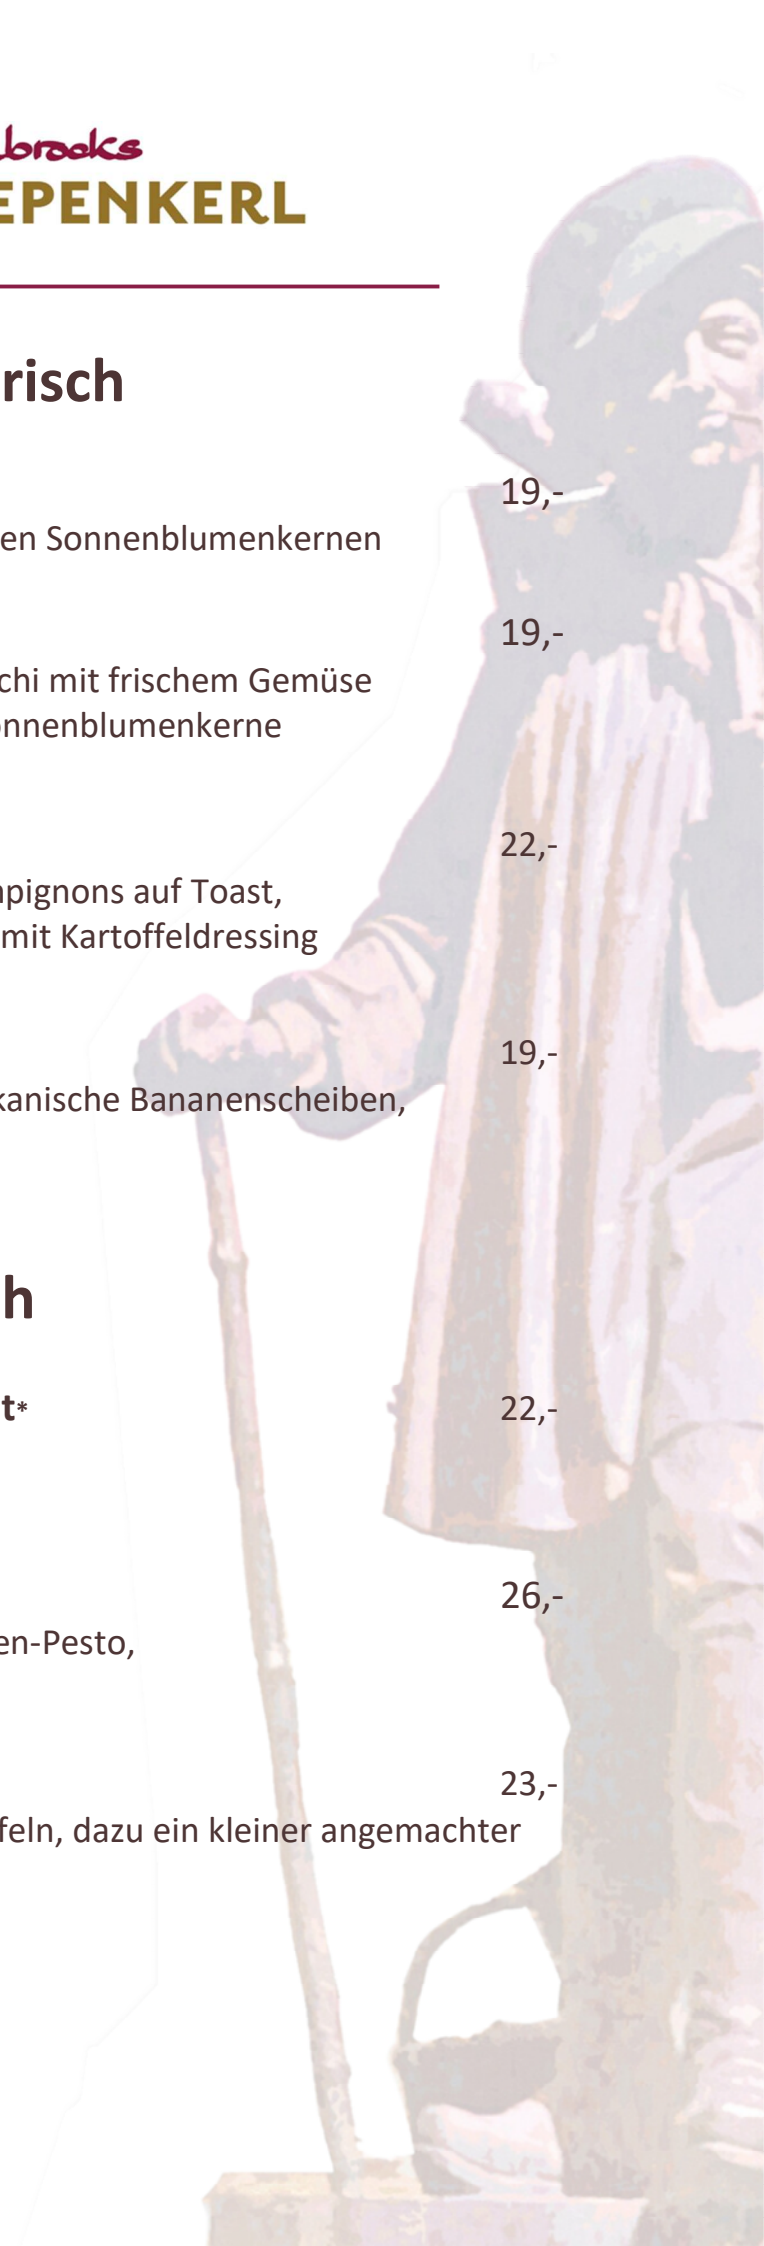 brooks
EPENKERL
risch
19,-
en Sonnenblumenkernen
19,-
chi mit frischem Gemüse
onnenblumenkerne
22,-
pignons auf Toast,
mit Kartoffeldressing
19,-
kanische Bananenscheiben,
h
t* 22,-
26,-
en-Pesto,
23,-
feln, dazu ein kleiner angemachter